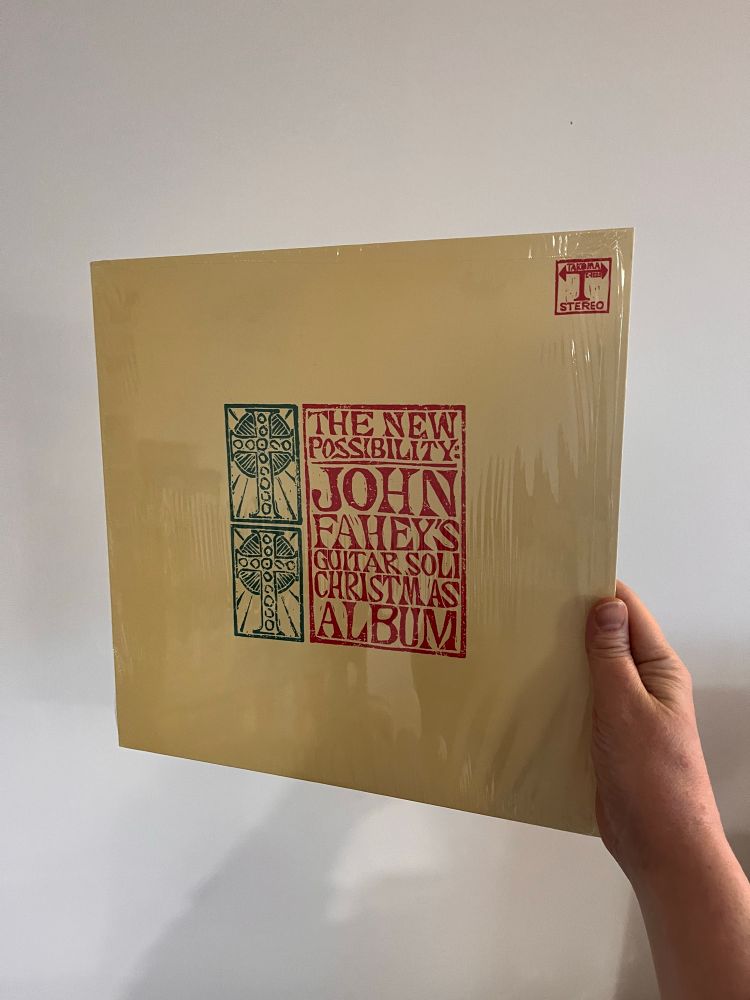 TAKOMA
STEREO
THE NEW
POSSIBILITY:
JOHN
FAHEY'S
GUITAR SOLI
CHRISTMAS
ALBUM